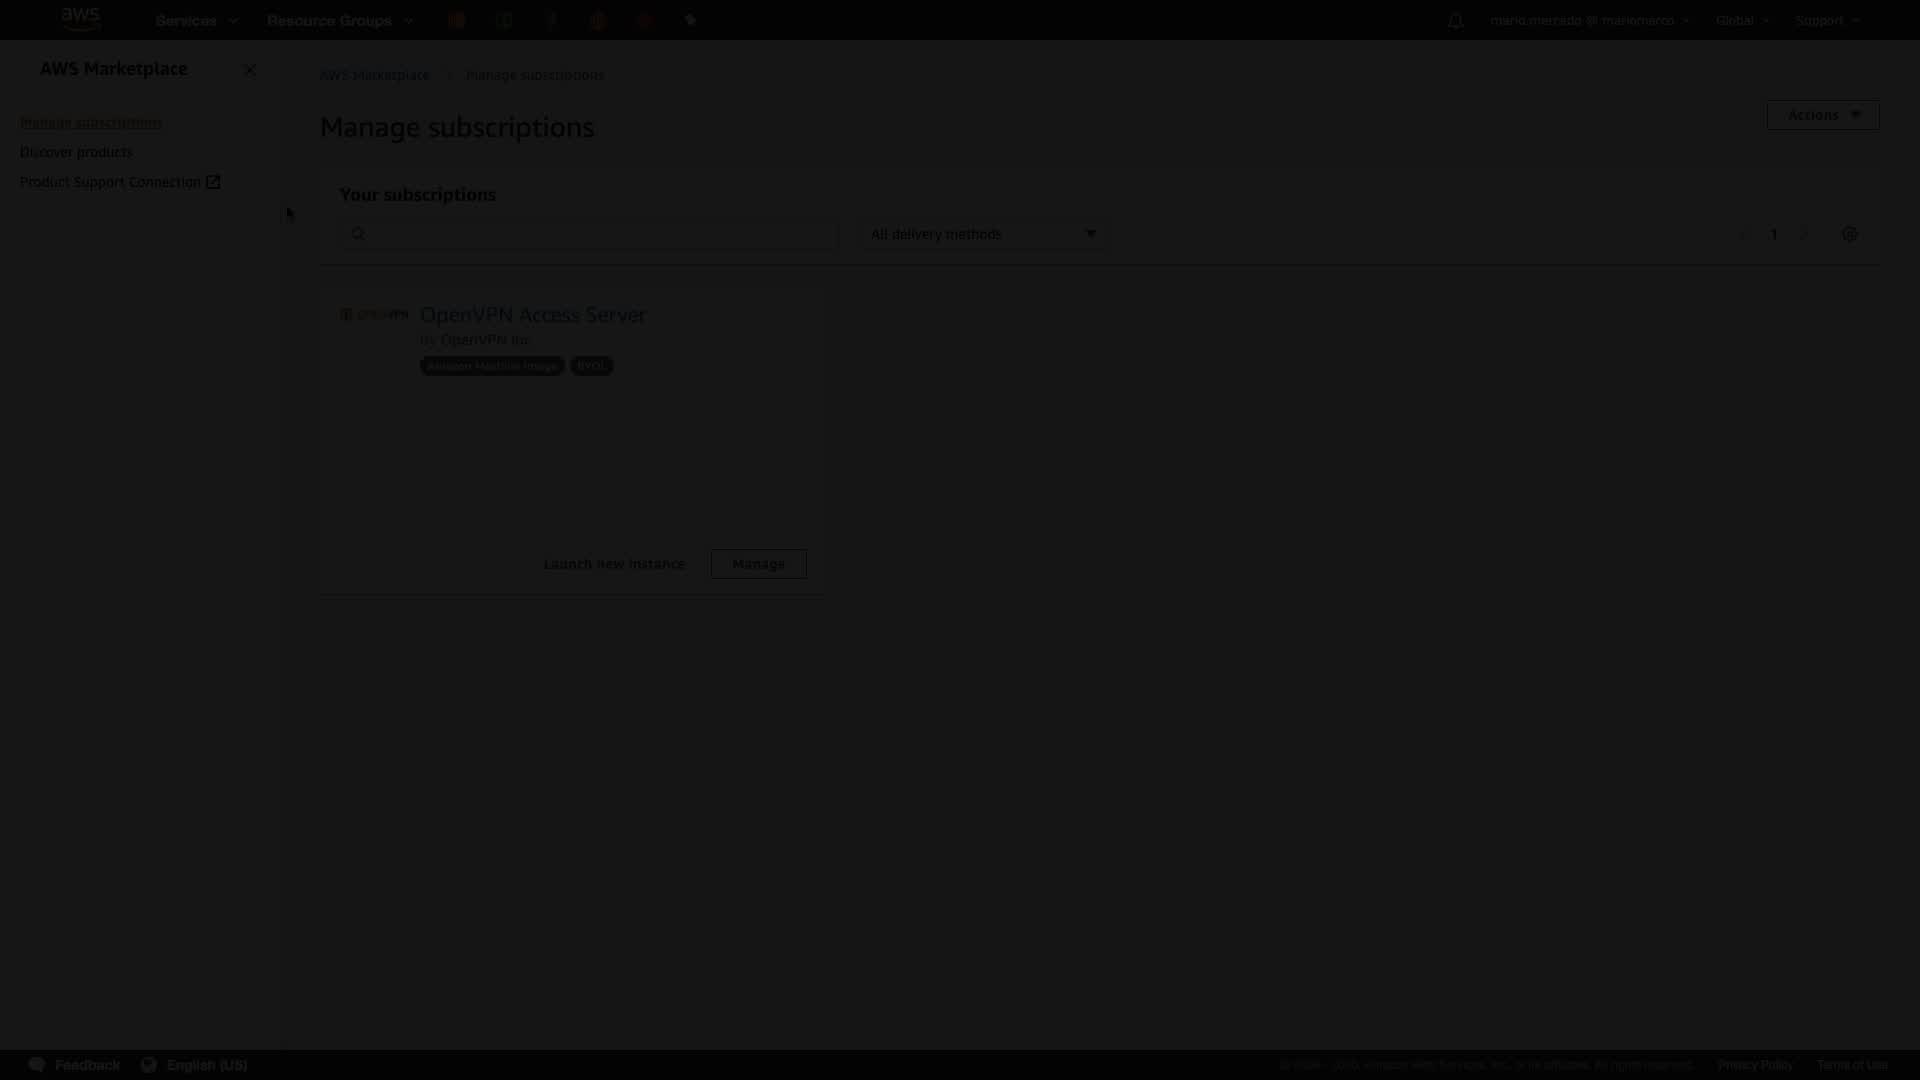 aws Services Resource Groups mario.mercado @ mariomarco Global Support
AWS Marketplace
Manage subscriptions
Discover products
Product Support Connection
AWS Marketplace Manage subscriptions
Manage subscriptions
Actions
Your subscriptions
All delivery methods
1
OpenVPN Access Server
By OpenVPN Inc.
Amazon Machine Image BYOL
Launch new instance Manage
Feedback English (US) Privacy Policy Terms of Use